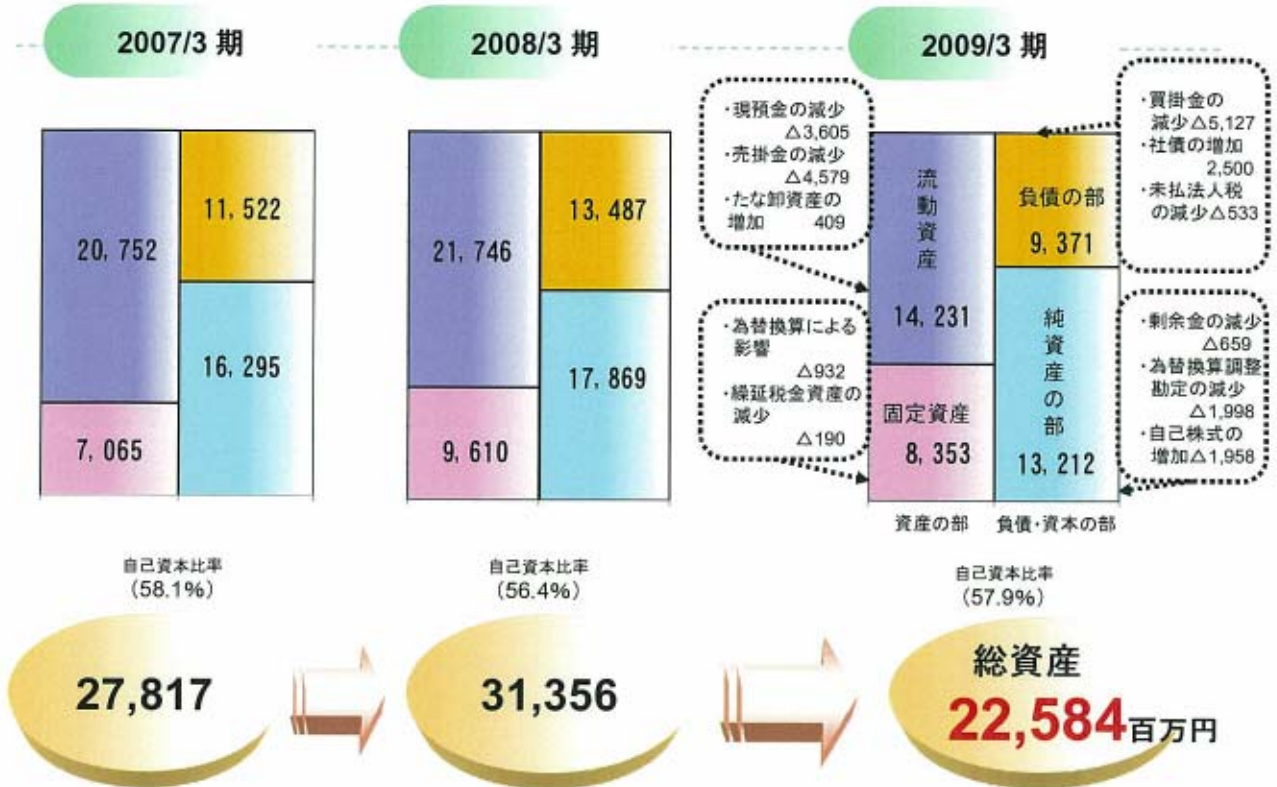 2007/3 期
2008/3 期
2009/3 期
20,752
11,522
16,295
7,065
21,746
13,487
17,869
9,610
・現預金の減少
△3,605
・売掛金の減少
△4,579
・たな卸資産の
増加 409
・為替換算による
影響
△932
・繰延税金資産の
減少
△190
流動資産
14,231
負債の部
9,371
固定資産
8,353
純資産の部
13,212
資産の部
負債・資本の部
・買掛金の
減少△5,127
・社債の増加
2,500
・未払法人税
の減少△533
・剰余金の減少
△659
・為替換算調整
勘定の減少
△1,998
・自己株式の
増加△1,958
自己資本比率
(58.1%)
自己資本比率
(56.4%)
自己資本比率
(57.9%)
27,817
31,356
総資産
22,584百万円